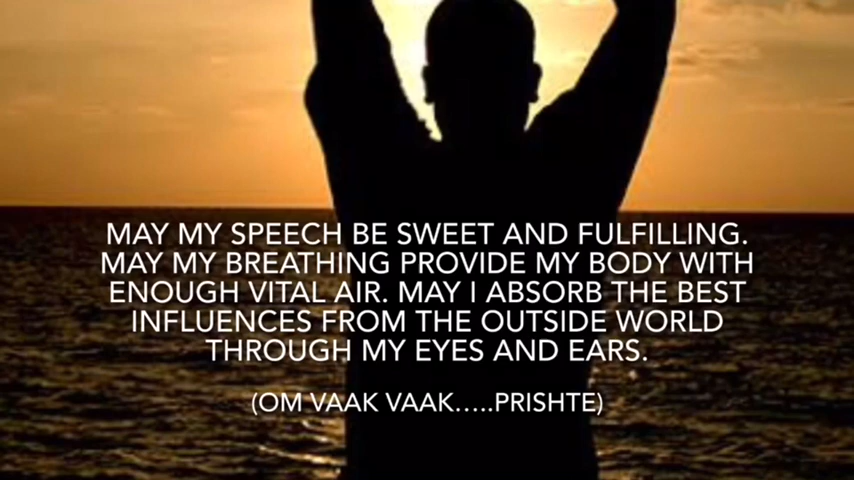 MAY MY SPEECH BE SWEET AND FULFILLING.
MAY MY BREATHING PROVIDE MY BODY WITH
ENOUGH VITAL AIR. MAY I ABSORB THE BEST
INFLUENCES FROM THE OUTSIDE WORLD
THROUGH MY EYES AND EARS.
(OM VAAK VAAK.....PRISHTE)